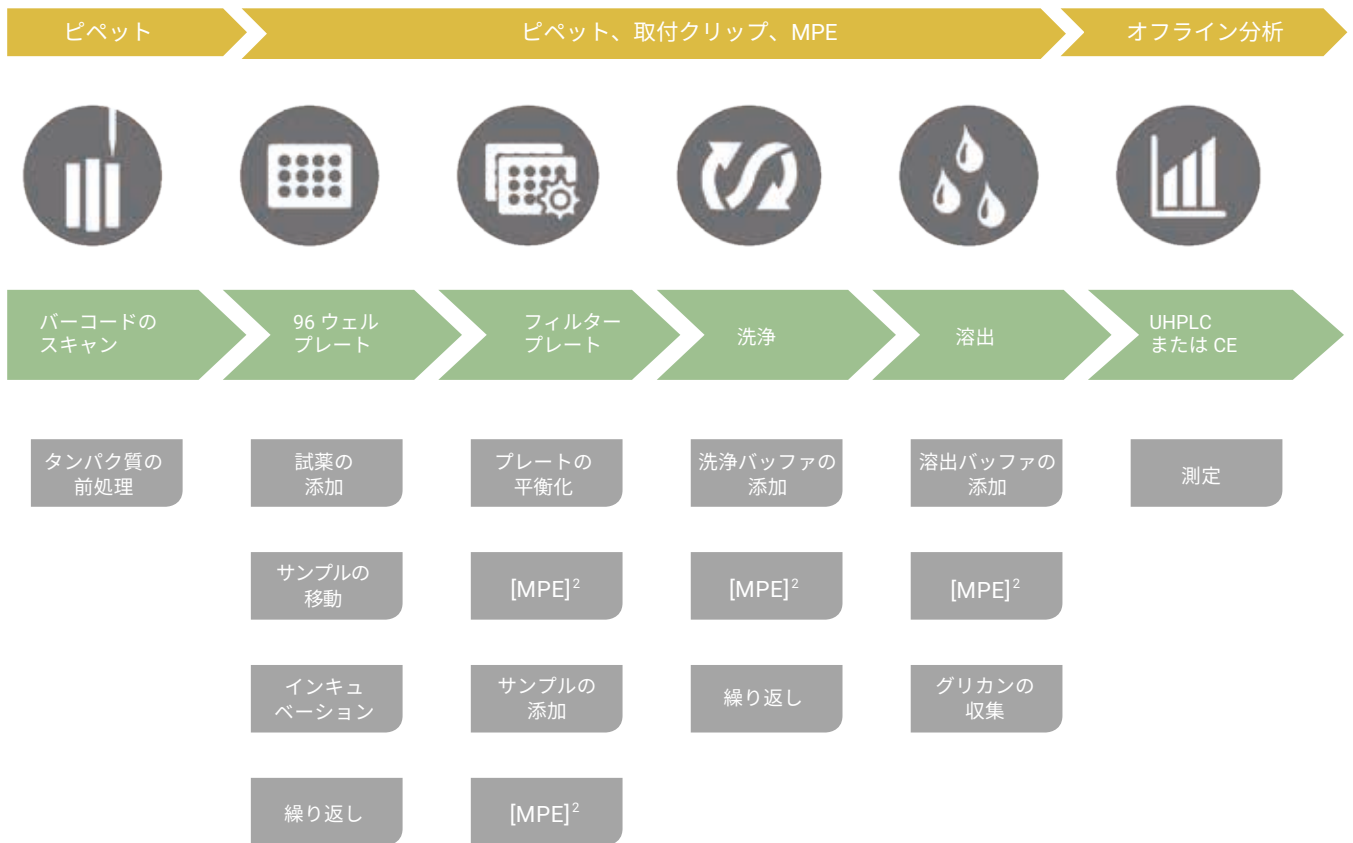 ピペット
ピペット、取付クリップ、MPE
オフライン分析
バーコードの
スキャン
96 ウェル
プレート
フィルター
プレート
洗浄
溶出
UHPLC
または CE
タンパク質の
前処理
試薬の
添加
プレートの
平衡化
洗浄バッファの
添加
溶出バッファの
添加
測定
サンプルの
移動
[MPE]²
[MPE]²
[MPE]²
インキュ
ベーション
サンプルの
添加
繰り返し
グリカンの
収集
繰り返し
[MPE]²